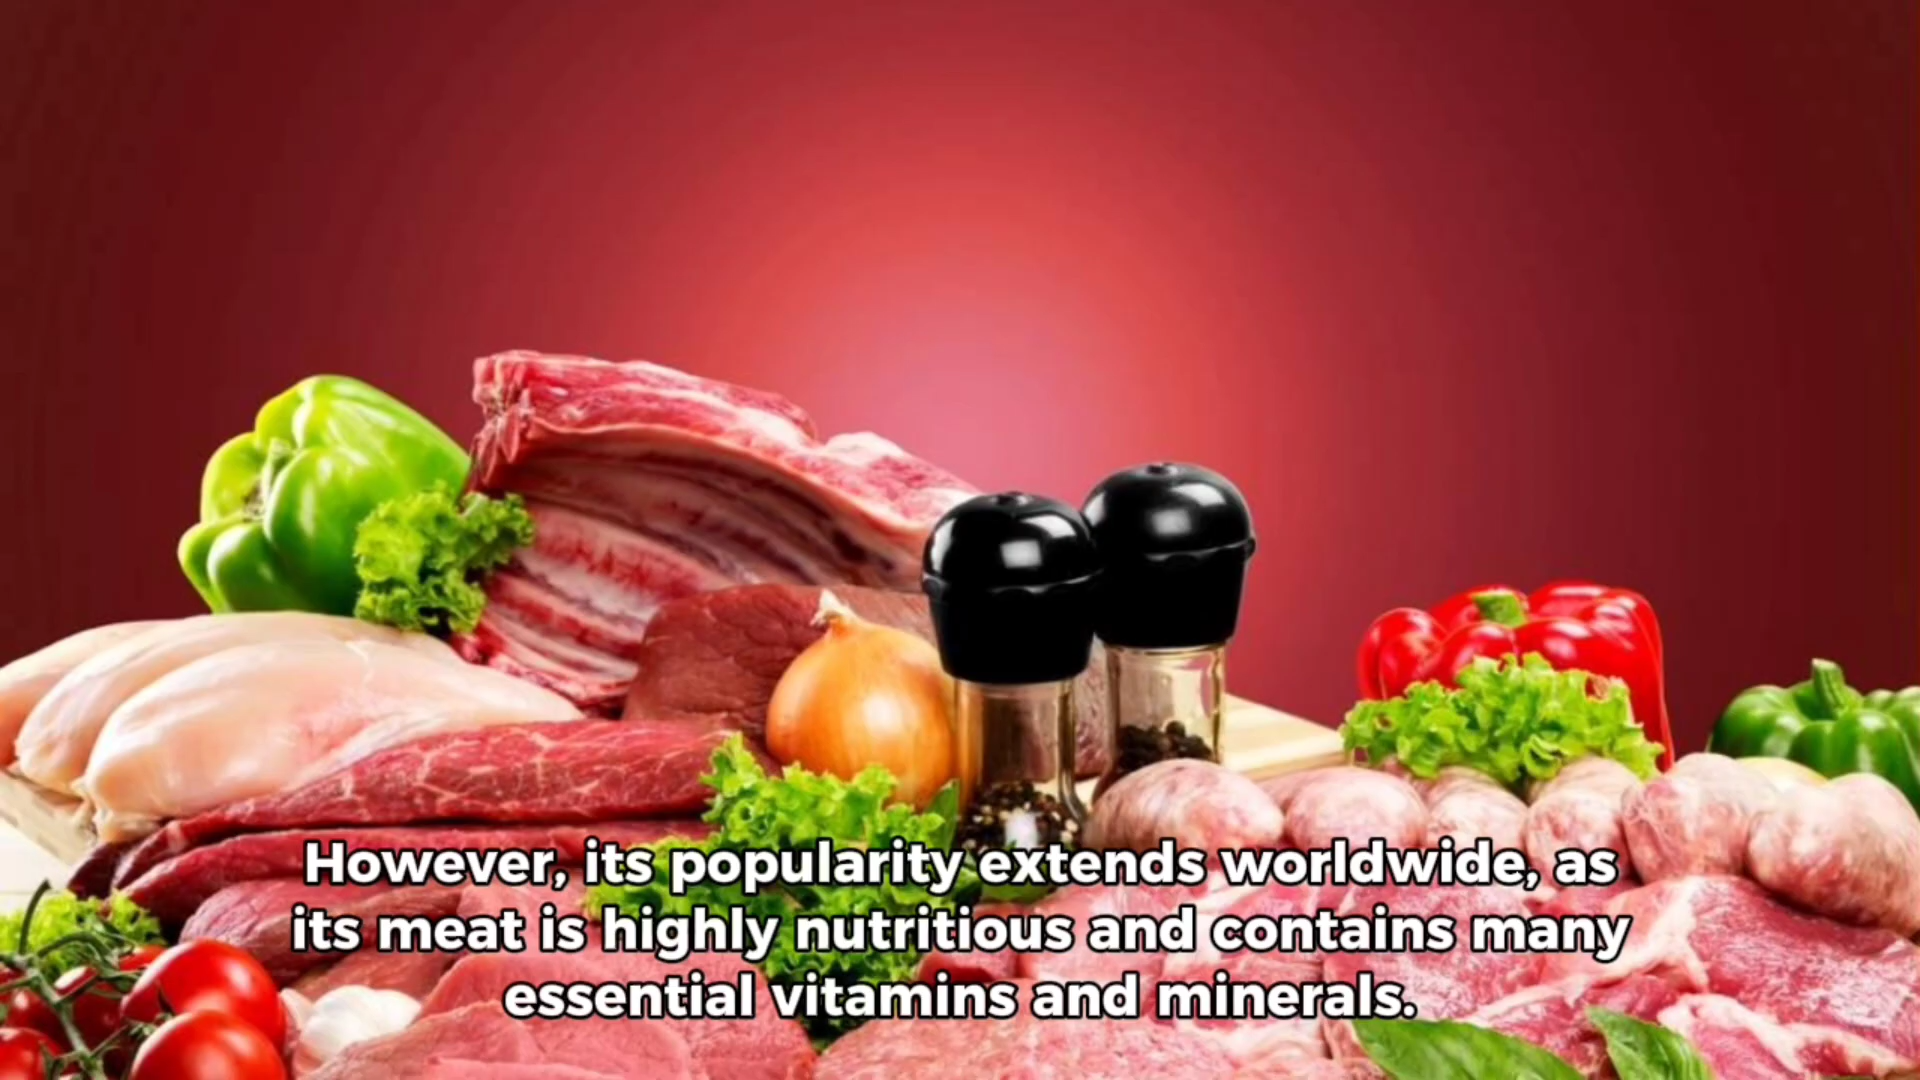 However, its popularity extends worldwide, as
its meat is highly nutritious and contains many
essential vitamins and minerals.